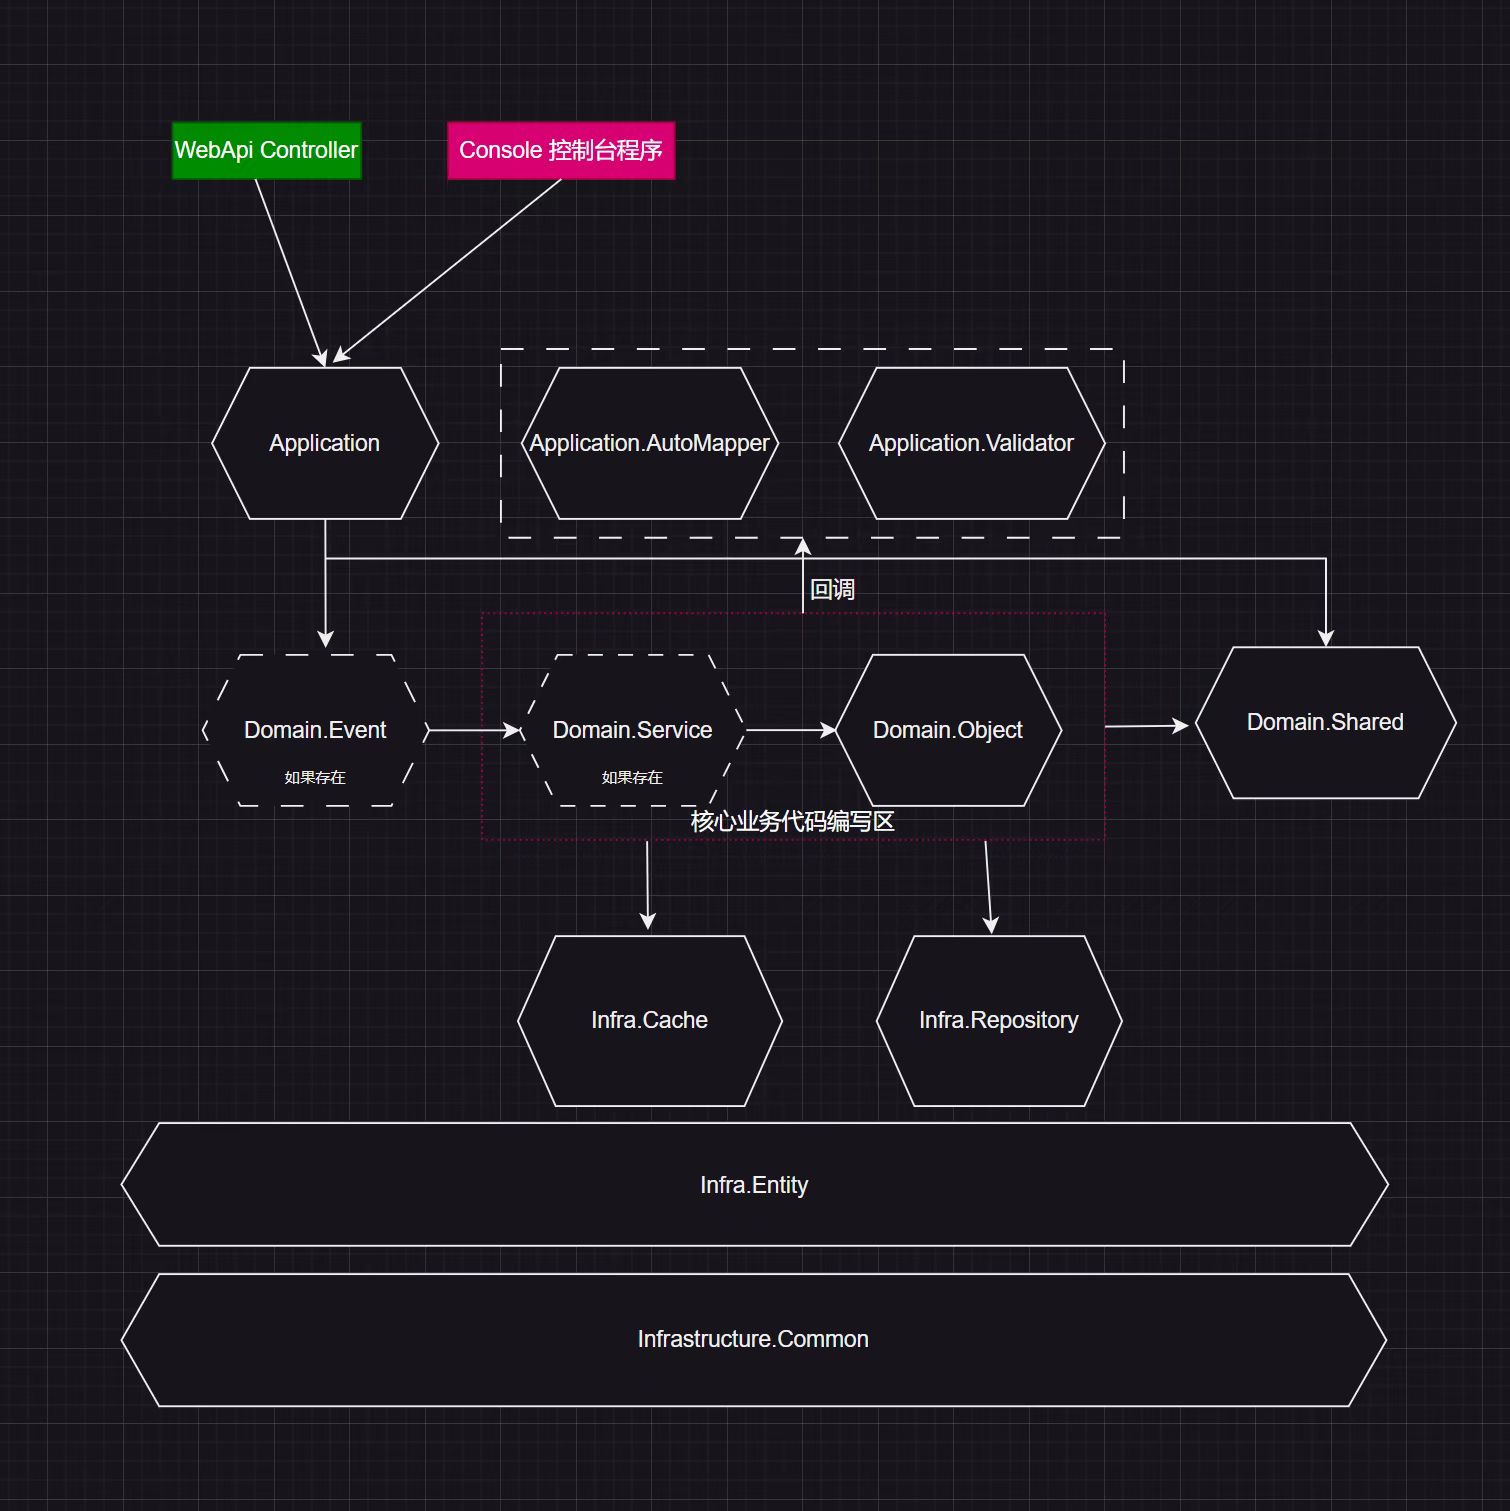 WebApi Controller
Console 控制台程序
Application
Application.AutoMapper
Application.Validator
回调
Domain.Event
如果存在
Domain.Service
如果存在
Domain.Object
Domain.Shared
核心业务代码编写区
Infra.Cache
Infra.Repository
Infra.Entity
Infrastructure.Common